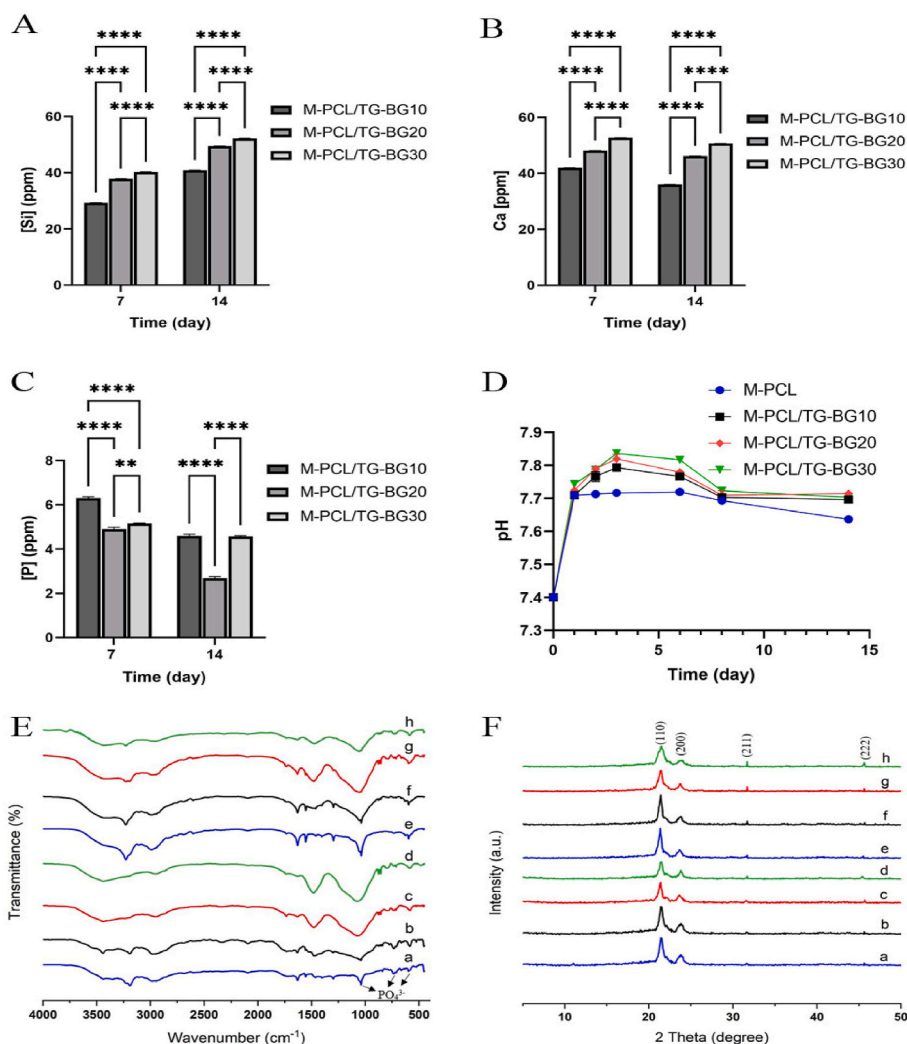 A
****
****
****
****
****
****
[Si] (ppm)
60
40
20
0
7
14
Time (day)
M-PCL/TG-BG10
M-PCL/TG-BG20
M-PCL/TG-BG30
B
****
****
****
****
****
****
Ca [ppm]
60
40
20
0
7
14
Time (day)
M-PCL/TG-BG10
M-PCL/TG-BG20
M-PCL/TG-BG30
C
****
****
**
****
****
[P] (ppm)
8
6
4
2
0
7
14
Time (day)
M-PCL/TG-BG10
M-PCL/TG-BG20
M-PCL/TG-BG30
D
M-PCL
M-PCL/TG-BG10
M-PCL/TG-BG20
M-PCL/TG-BG30
pH
7.9
7.8
7.7
7.6
7.5
7.4
7.3
0 5 10 15
Time (day)
E
Transmittance (%)
h
g
f
e
d
c
b
a
PO₄³⁻
4000 3500 3000 2500 2000 1500 1000 500
Wavenumber (cm⁻¹)
F
Intensity (a.u.)
(110) (200) (211) (222)
h
g
f
e
d
c
b
a
10 20 30 40 50
2 Theta (degree)